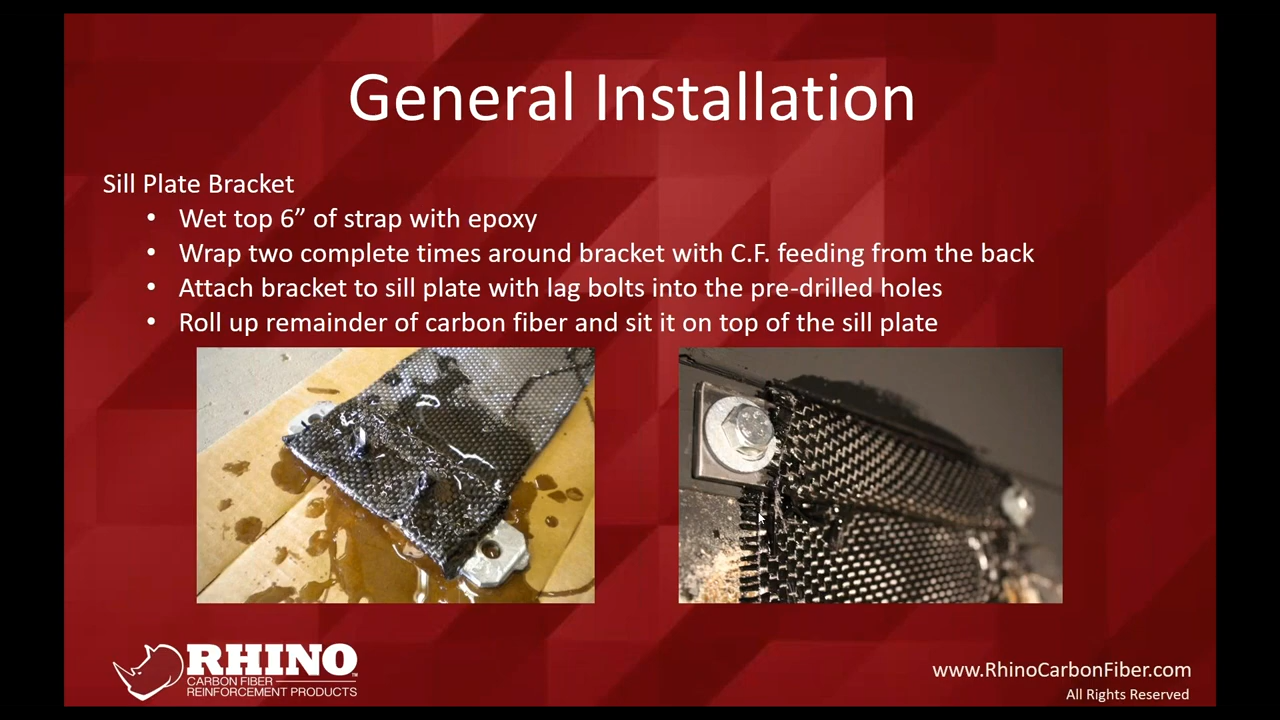 General Installation
Sill Plate Bracket
• Wet top 6” of strap with epoxy
• Wrap two complete times around bracket with C.F. feeding from the back
• Attach bracket to sill plate with lag bolts into the pre-drilled holes
• Roll up remainder of carbon fiber and sit it on top of the sill plate
RHINO™
CARBON FIBER
REINFORCEMENT PRODUCTS
www.RhinoCarbonFiber.com
All Rights Reserved